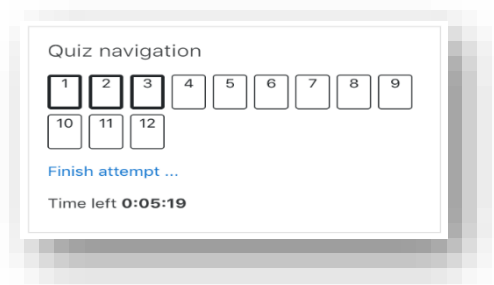 Quiz navigation
1 2 3 4 5 6 7 8 9
10 11 12
Finish attempt ...
Time left 0:05:19